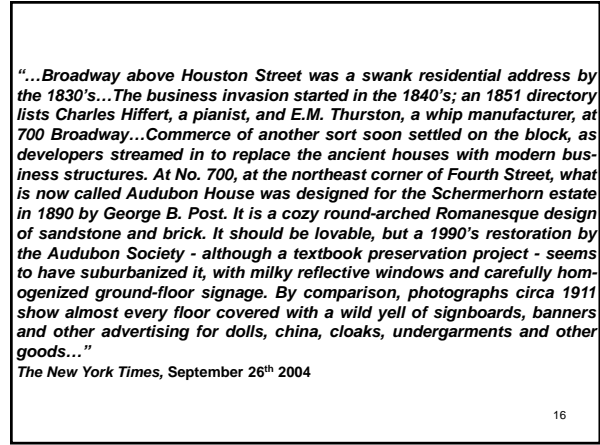 “…Broadway above Houston Street was a swank residential address by
the 1830’s…The business invasion started in the 1840’s; an 1851 directory
lists Charles Hiffert, a pianist, and E.M. Thurston, a whip manufacturer, at
700 Broadway…Commerce of another sort soon settled on the block, as
developers streamed in to replace the ancient houses with modern bus-
iness structures. At No. 700, at the northeast corner of Fourth Street, what
is now called Audubon House was designed for the Schermerhorn estate
in 1890 by George B. Post. It is a cozy round-arched Romanesque design
of sandstone and brick. It should be lovable, but a 1990’s restoration by
the Audubon Society - although a textbook preservation project - seems
to have suburbanized it, with milky reflective windows and carefully hom-
ogenized ground-floor signage. By comparison, photographs circa 1911
show almost every floor covered with a wild yell of signboards, banners
and other advertising for dolls, china, cloaks, undergarments and other
goods…”
The New York Times, September 26th 2004
16